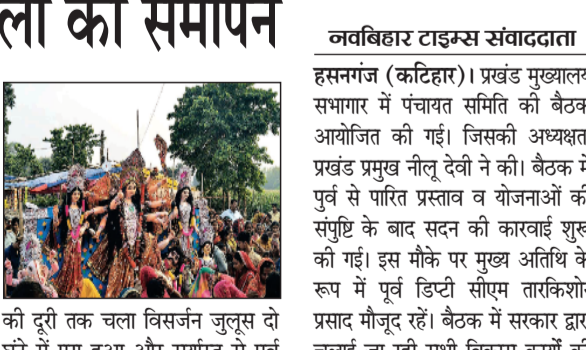 की समापन
की दूरी तक चला विसर्जन जुलूस दो
नवबिहार टाइम्स संवाददाता
हसनगंज (कटिहार)। प्रखंड मुख्यालय
सभागार में पंचायत समिति की बैठक
आयोजित की गई। जिसकी अध्यक्षता
प्रखंड प्रमुख नीलू देवी ने की। बैठक में
पुर्व से पारित प्रस्ताव व योजनाओं क
संपुष्टि के बाद सदन की कारवाई शुरू
की गई। इस मौके पर मुख्य अतिथि के
रूप में पूर्व डिप्टी सीएम तारकिशोर
प्रसाद मौजूद रहें। बैठक में सरकार द्वार